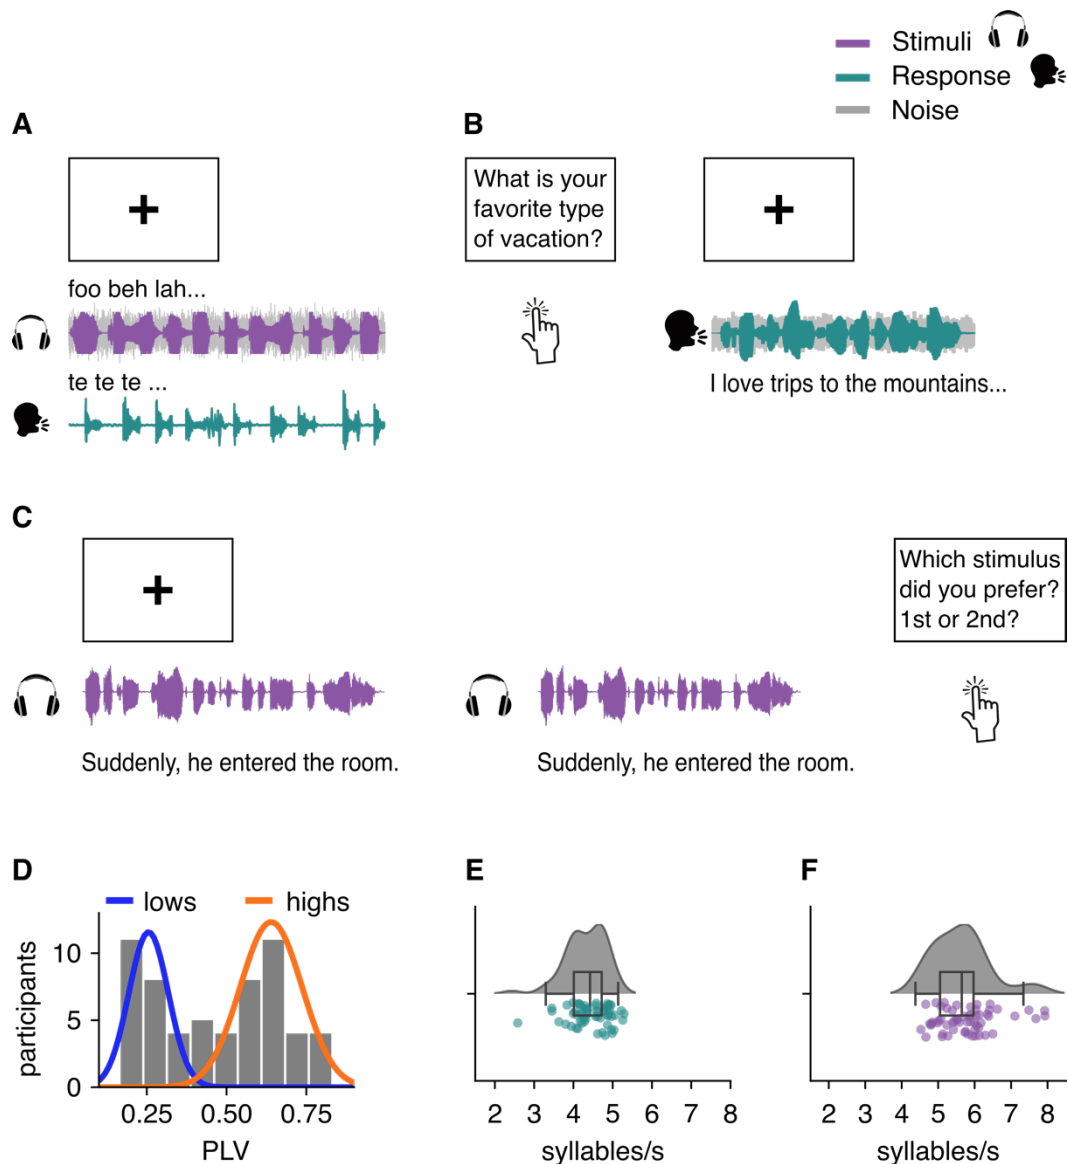 Stimuli
Response
Noise
A
B
What is your
favorite type
of vacation?
foo beh lah...
te te te ...
I love trips to the mountains...
C
Which stimulus
did you prefer?
1st or 2nd?
Suddenly, he entered the room.
Suddenly, he entered the room.
D
lows
highs
participants
10
5
0
0.25
0.50
0.75
PLV
E
2
3
4
5
6
7
8
syllables/s
F
2
3
4
5
6
7
8
syllables/s